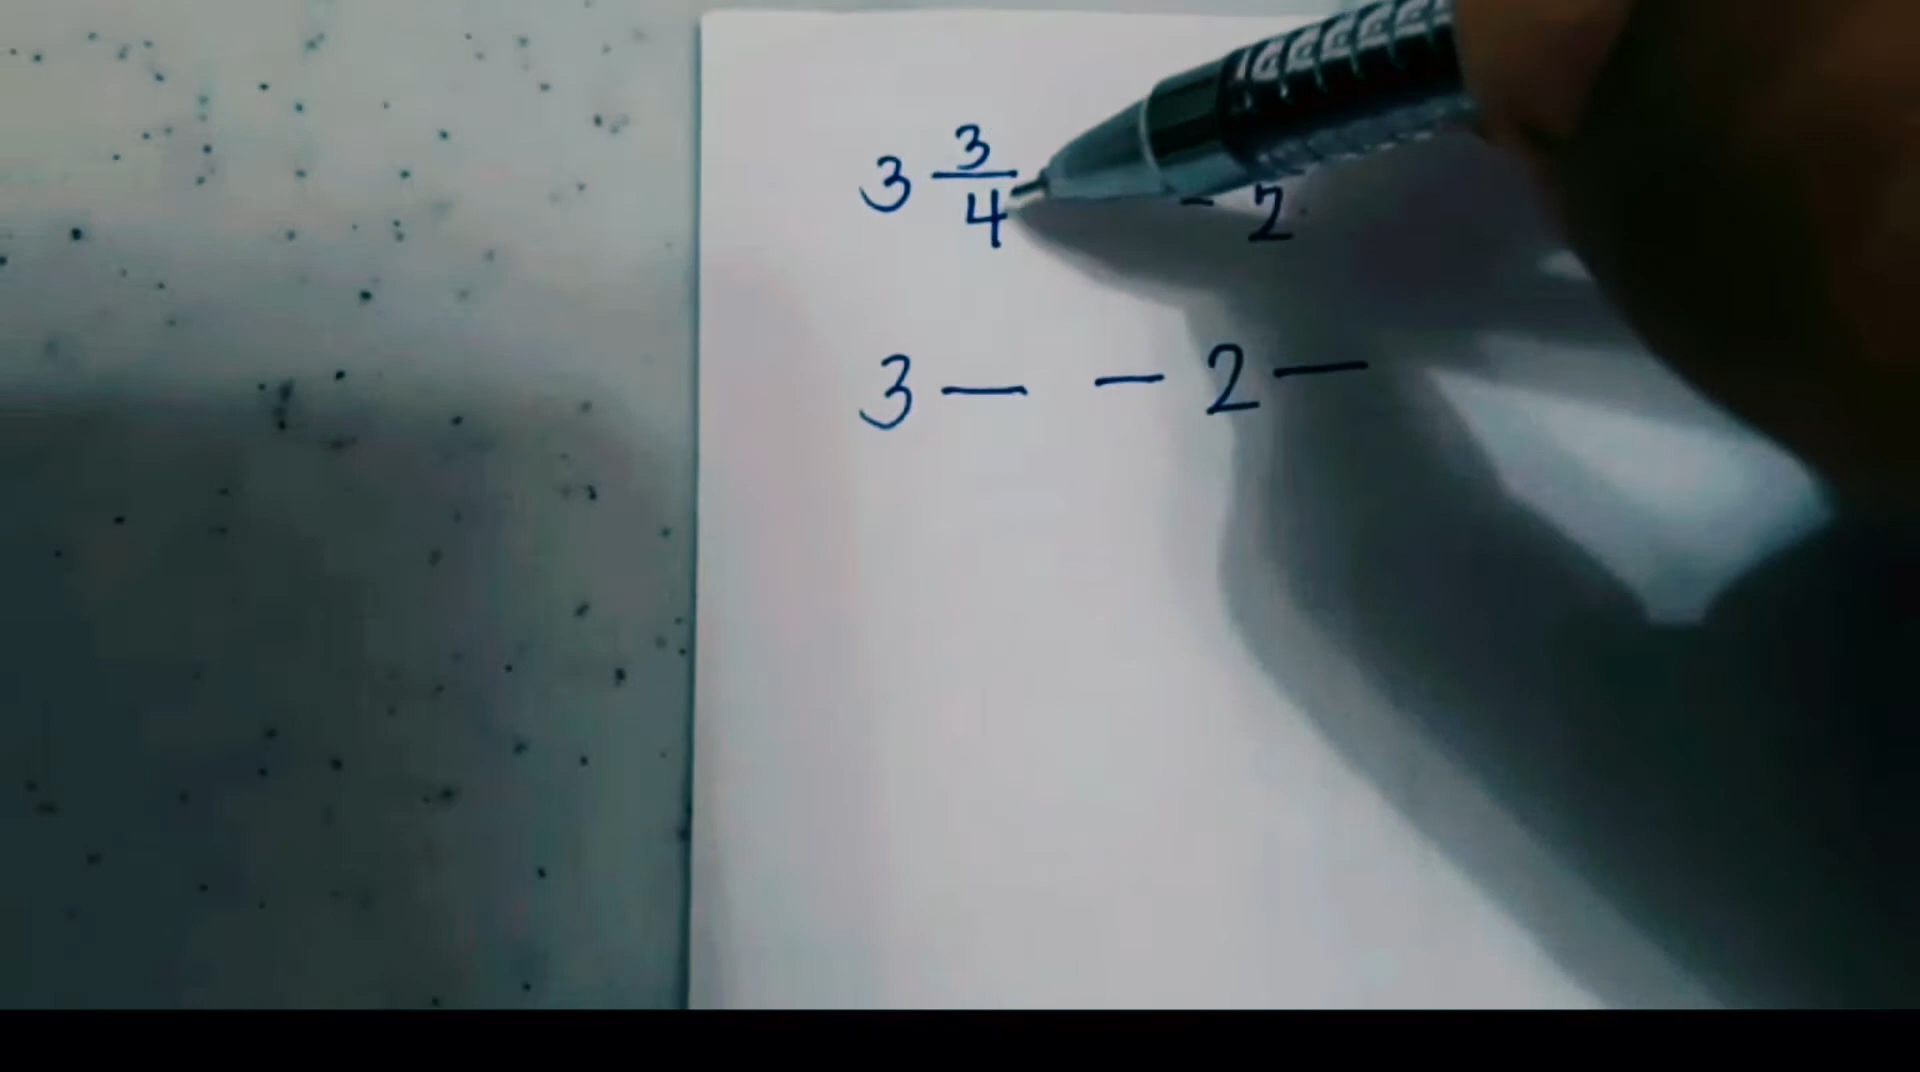 3 3/4 - 2
3 — - 2 —